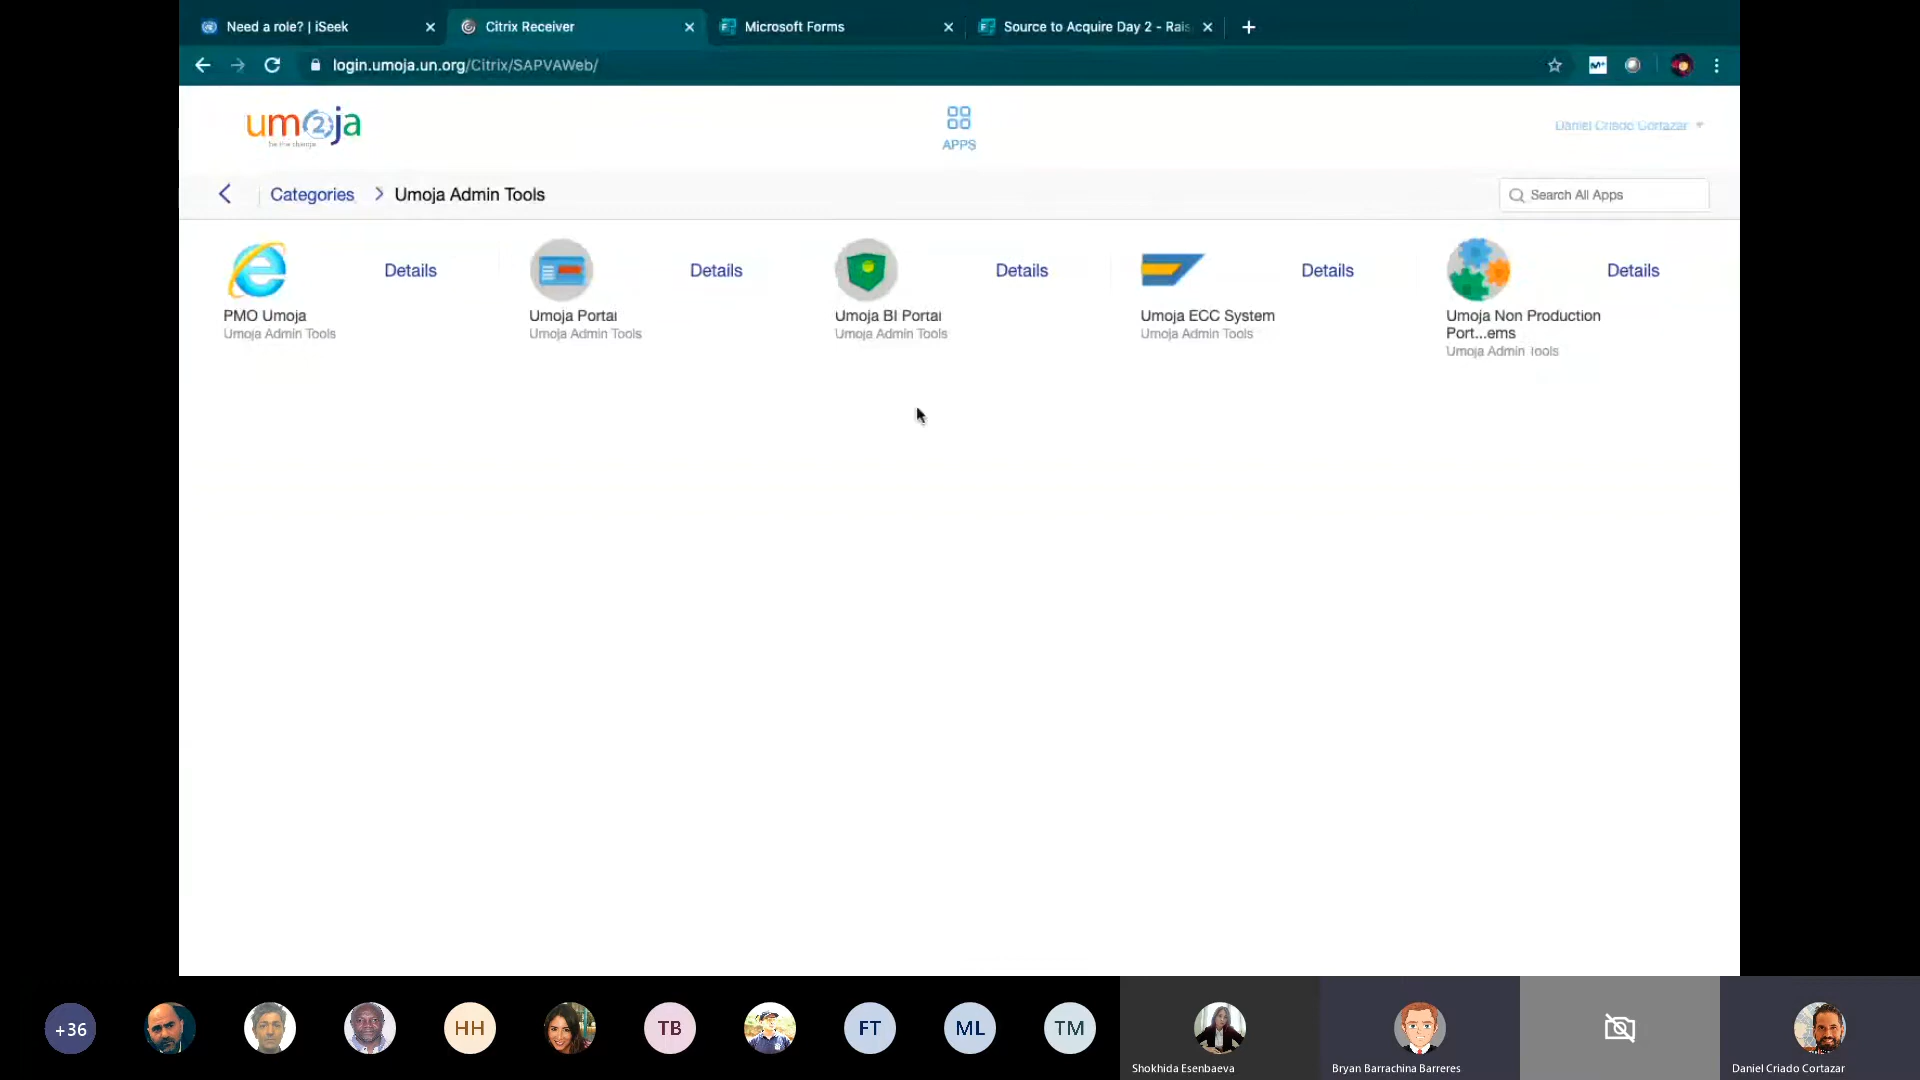 Need a role? | iSeek
Citrix Receiver
Microsoft Forms
Source to Acquire Day 2 - Rais
login.umoja.un.org/Citrix/SAPVAWeb/
um2ja
be the change
APPS
Daniel Criado Cortazar
Categories > Umoja Admin Tools
Search All Apps
Details
Details
Details
Details
Details
PMO Umoja
Umoja Admin Tools
Umoja Portal
Umoja Admin Tools
Umoja BI Portal
Umoja Admin Tools
Umoja ECC System
Umoja Admin Tools
Umoja Non Production
Port...ems
Umoja Admin Tools
+36
HH
TB
FT
ML
TM
Shokhida Esenbaeva
Bryan Barrachina Barreres
Daniel Criado Cortazar